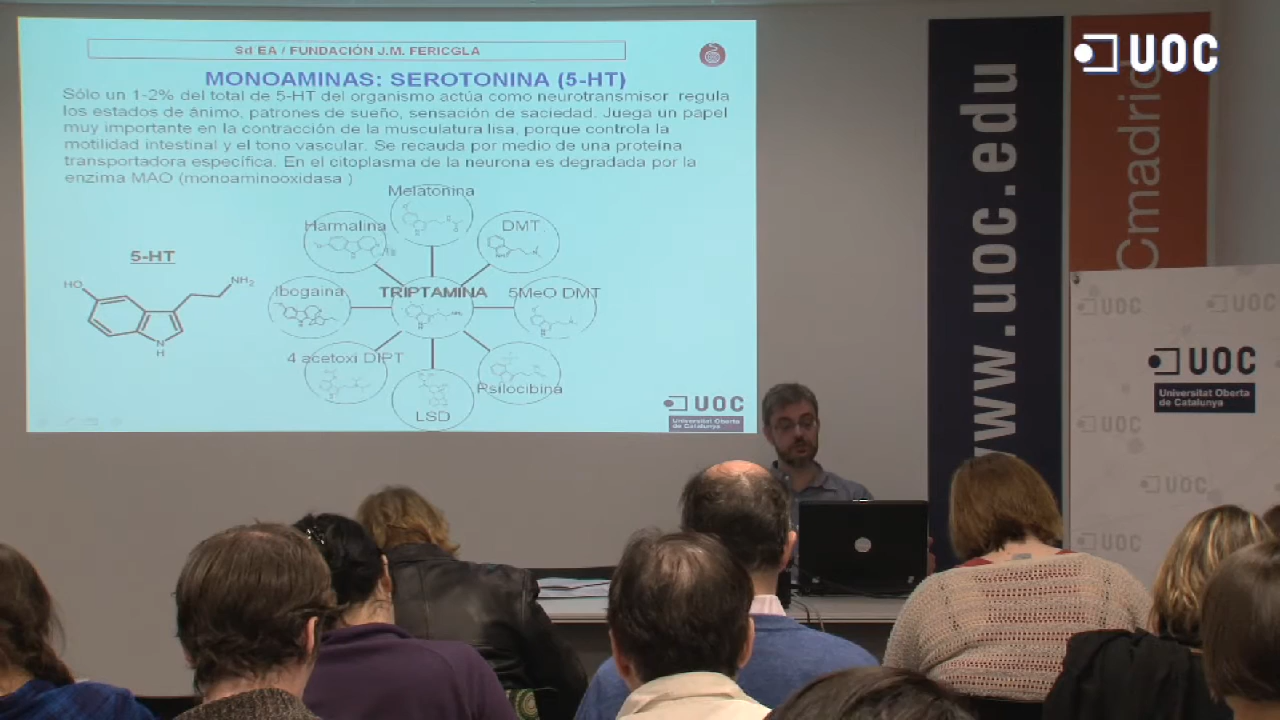 Sd'EA / FUNDACIÓN J.M. FERICGLA
MONOAMINAS: SEROTONINA (5-HT)
Sólo un 1-2% del total de 5-HT del organismo actúa como neurotransmisor regula
los estados de ánimo, patrones de sueño, sensación de saciedad. Juega un papel
muy importante en la contracción de la musculatura lisa, porque controla la
motilidad intestinal y el tono vascular. Se recauda por medio de una proteína
transportadora específica. En el citoplasma de la neurona es degradada por la
enzima MAO (monoaminooxidasa )
Melatonina
Harmalina
DMT
5-HT
HO
NH2
N
H
Ibogaina
TRIPTAMINA
5MeO DMT
4 acetoxi DIPT
Psilocibina
LSD
UOC
Universitat Oberta
de Catalunya
www.uoc.edu
Cmadrid
UOC
UOC
UOC
UOC
Universitat Oberta
de Catalunya
UOC
UOC
UOC